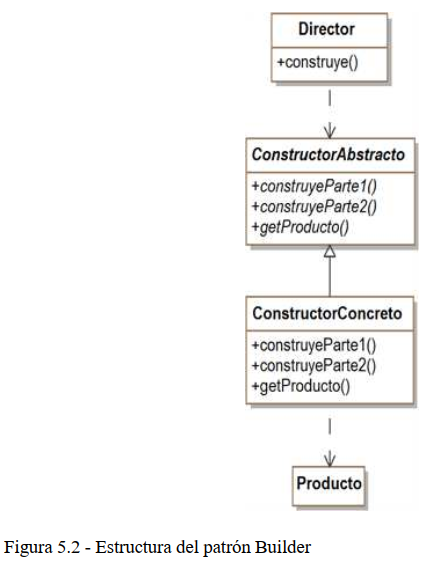 Director
+construye()
ConstructorAbstracto
+construyeParte1()
+construyeParte2()
+getProducto()
ConstructorConcreto
+construyeParte1()
+construyeParte2()
+getProducto()
Producto
Figura 5.2 - Estructura del patrón Builder